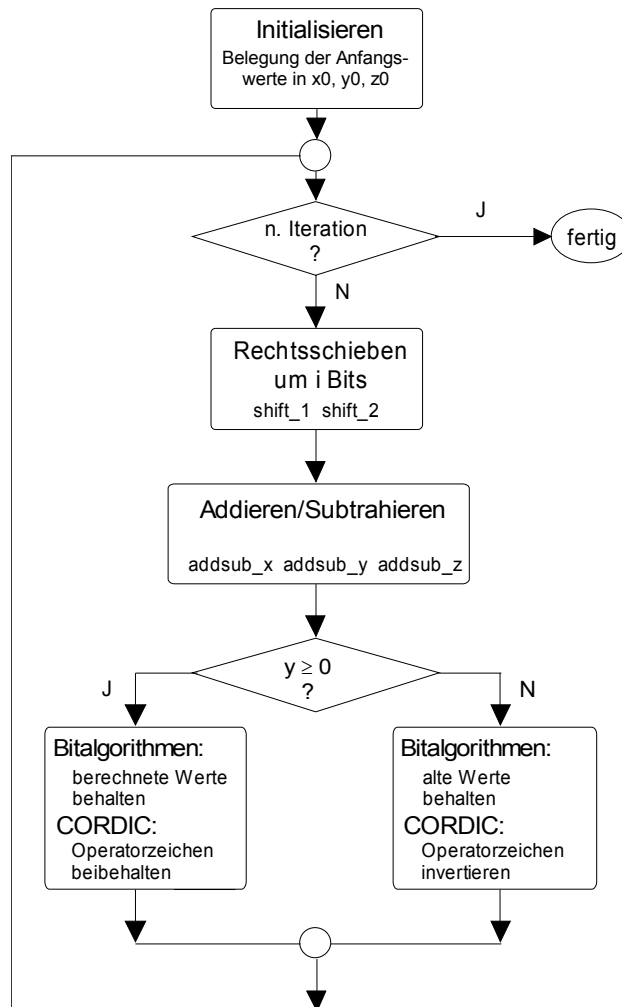 Initialisieren
Belegung der Anfangs-
werte in x0, y0, z0
n. Iteration
?
J
fertig
N
Rechtsschieben
um i Bits
shift_1 shift_2
Addieren/Subtrahieren
addsub_x addsub_y addsub_z
y ≥ 0
?
J
N
Bitalgorithmen:
berechnete Werte
behalten
CORDIC:
Operatorzeichen
beibehalten
Bitalgorithmen:
alte Werte
behalten
CORDIC:
Operatorzeichen
invertieren